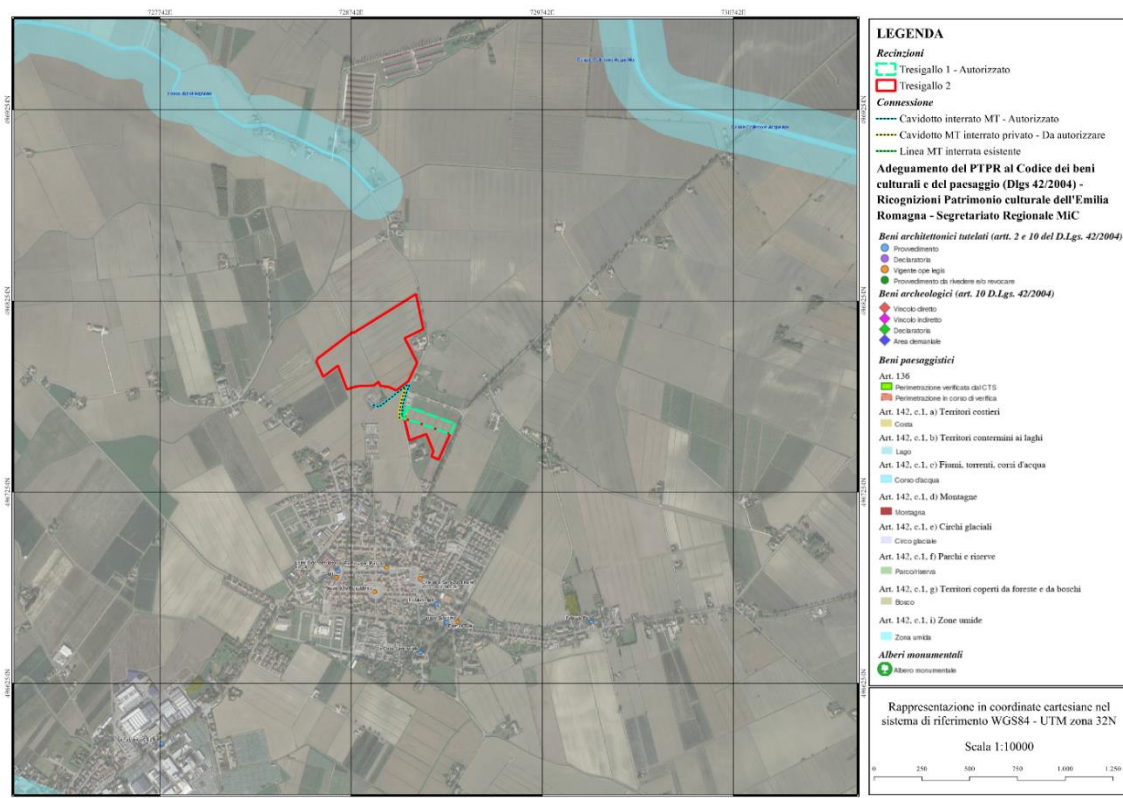 727742E
728742E
729742E
730742E
4969254N
4968254N
4967254N
4966254N
LEGENDA
Recinzioni
Tresigallo 1 - Autorizzato
Tresigallo 2
Connessione
Cavidotto interrato MT - Autorizzato
Cavidotto MT interrato privato - Da autorizzare
Linea MT interrata esistente
Adeguamento del PTPR al Codice dei beni
culturali e del paesaggio (Dlgs 42/2004) -
Ricognizioni Patrimonio culturale dell'Emilia
Romagna - Segretariato Regionale MiC
Beni architettonici tutelati (artt. 2 e 10 del D.Lgs. 42/2004)
Provvedimento
Declaratoria
Vigente ope legis
Provvedimento da rivedere e/o revocare
Beni archeologici (art. 10 D.Lgs. 42/2004)
Vincolo diretto
Vincolo indiretto
Declaratoria
Area demaniale
Beni paesaggistici
Art. 136
Perimetrazione verificata dal CTS
Perimetrazione in corso di verifica
Art. 142, c.1, a) Territori costieri
Costa
Art. 142, c.1, b) Territori contermini ai laghi
Lago
Art. 142, c.1, c) Fiumi, torrenti, corsi d'acqua
Corso d'acqua
Art. 142, c.1, d) Montagne
Montagna
Art. 142, c.1, e) Circhi glaciali
Circo glaciale
Art. 142, c.1, f) Parchi e riserve
Parco/riserva
Art. 142, c.1, g) Territori coperti da foreste e da boschi
Bosco
Art. 142, c.1, i) Zone umide
Zona umida
Alberi monumentali
Albero monumentale
Rappresentazione in coordinate cartesiane nel
sistema di riferimento WGS84 - UTM zona 32N
Scala 1:10000
0 250 500 750 1.000 1.250